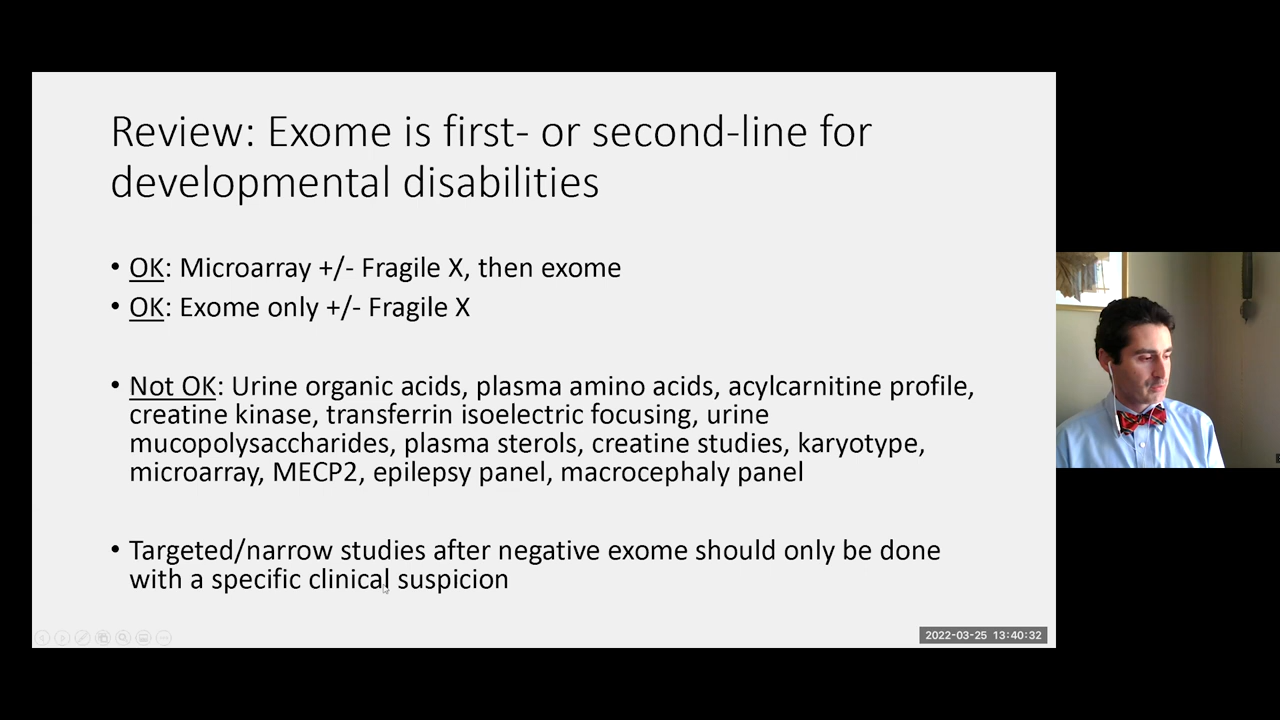 Review: Exome is first- or second-line for
developmental disabilities
• OK: Microarray +/- Fragile X, then exome
• OK: Exome only +/- Fragile X
• Not OK: Urine organic acids, plasma amino acids, acylcarnitine profile,
creatine kinase, transferrin isoelectric focusing, urine
mucopolysaccharides, plasma sterols, creatine studies, karyotype,
microarray, MECP2, epilepsy panel, macrocephaly panel
• Targeted/narrow studies after negative exome should only be done
with a specific clinical suspicion
2022-03-25 13:40:32